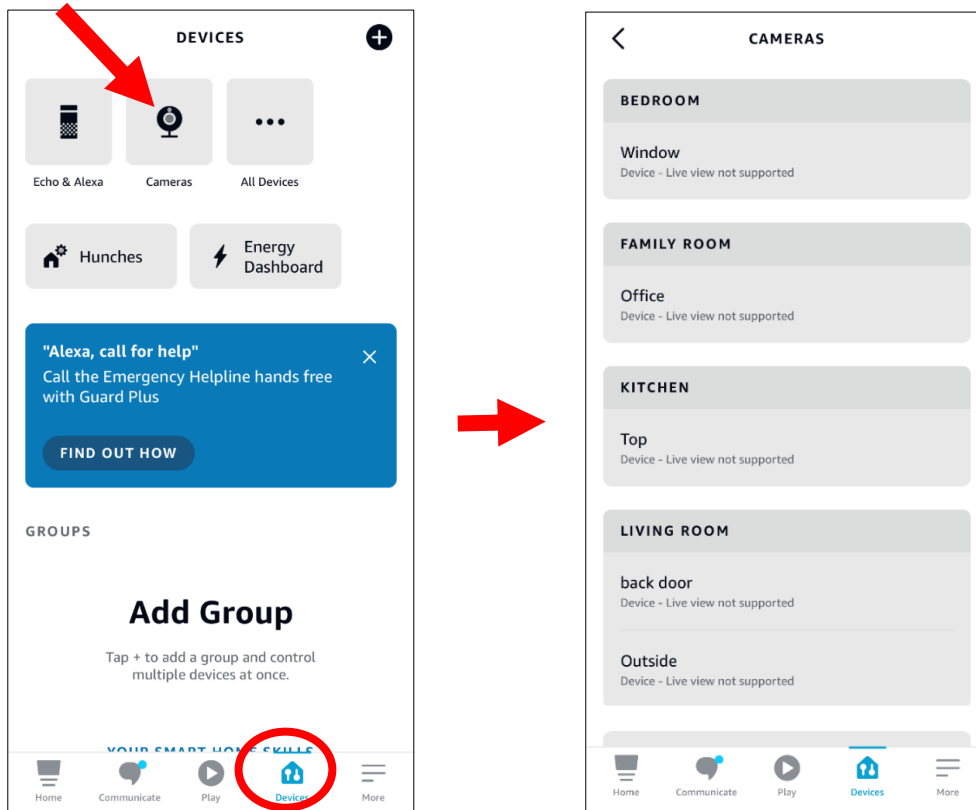 DEVICES
Echo & Alexa
Cameras
All Devices
Hunches
Energy
Dashboard
"Alexa, call for help"
Call the Emergency Helpline hands free
with Guard Plus
FIND OUT HOW
GROUPS
Add Group
Tap + to add a group and control
multiple devices at once.
YOUR SMART HOME SKILLS
Home
Communicate
Play
Devices
More
CAMERAS
BEDROOM
Window
Device - Live view not supported
FAMILY ROOM
Office
Device - Live view not supported
KITCHEN
Top
Device - Live view not supported
LIVING ROOM
back door
Device - Live view not supported
Outside
Device - Live view not supported
Home
Communicate
Play
Devices
More